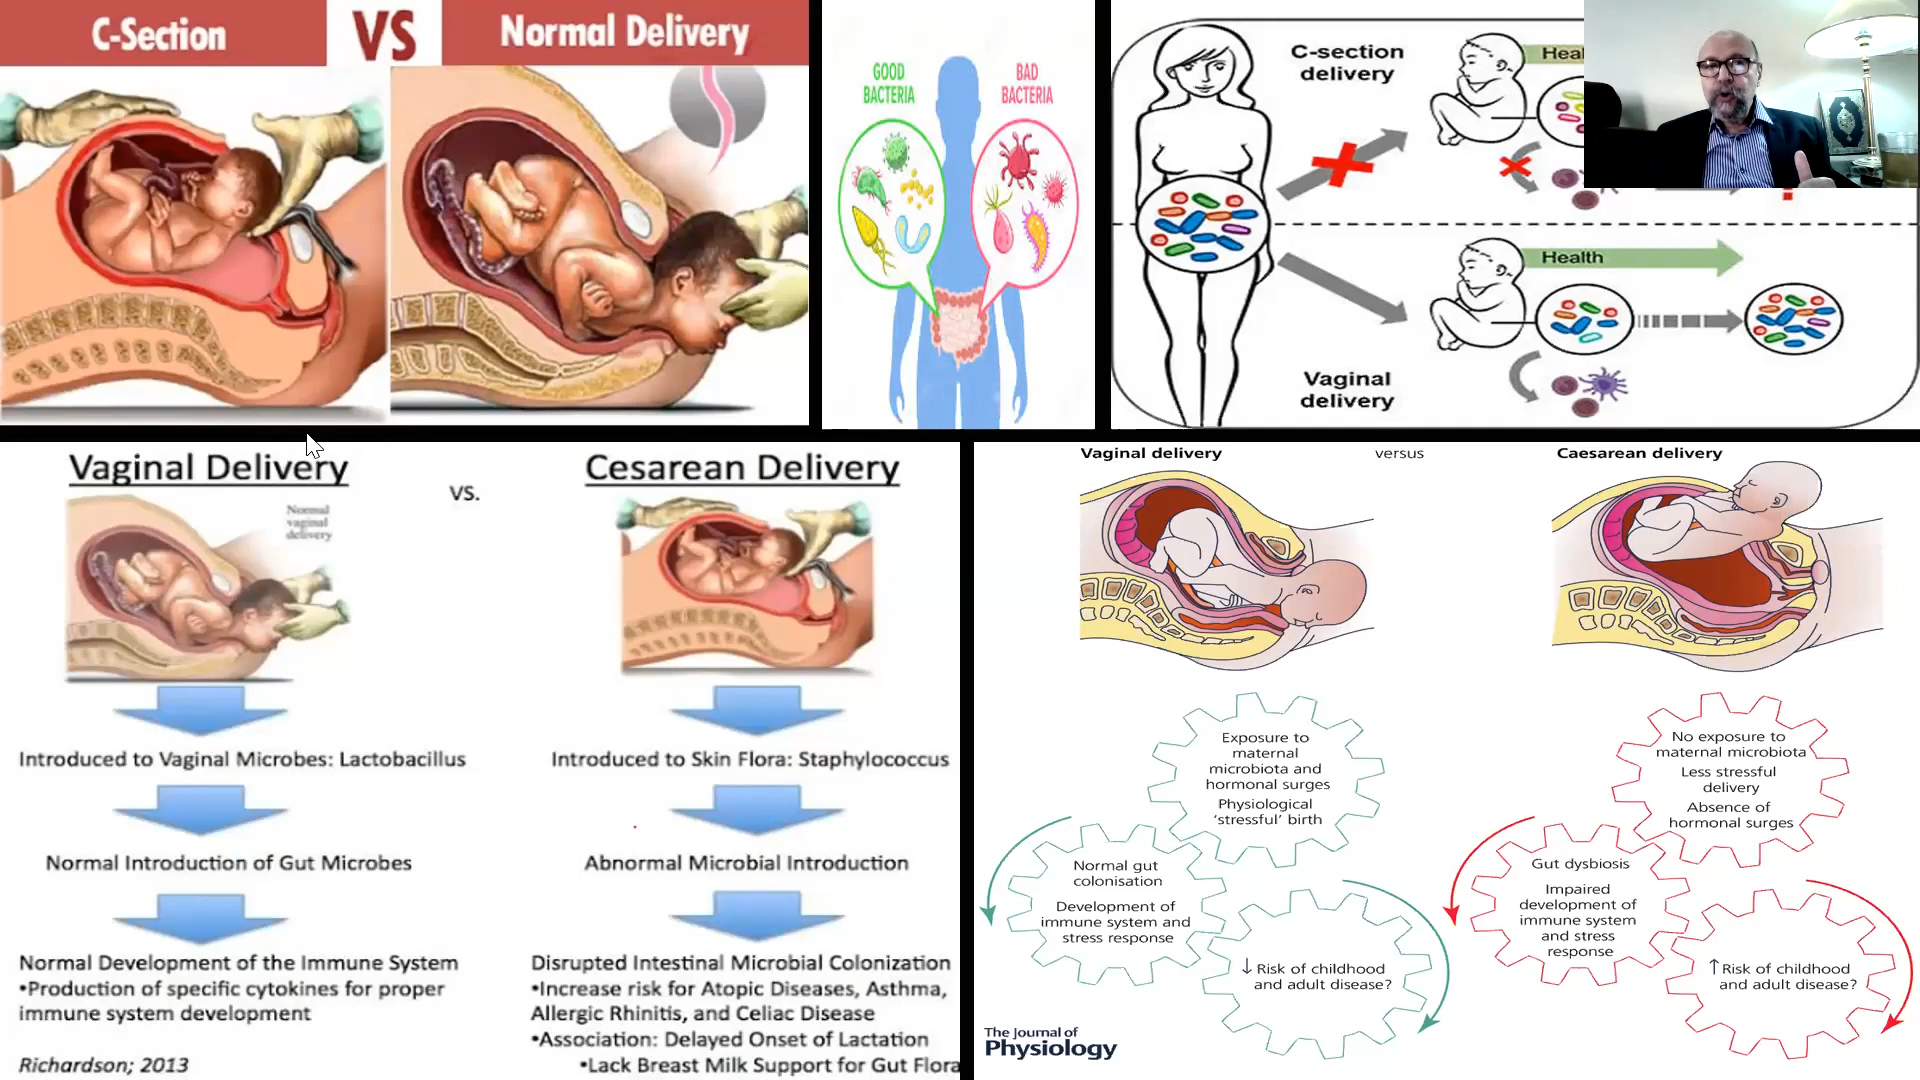 C-Section
VS
Normal Delivery
GOOD
BACTERIA
BAD
BACTERIA
C-section
delivery
Heal
Health
Vaginal
delivery
Vaginal Delivery
vs.
Cesarean Delivery
Normal
vaginal
delivery
Introduced to Vaginal Microbes: Lactobacillus
Introduced to Skin Flora: Staphylococcus
Normal Introduction of Gut Microbes
Abnormal Microbial Introduction
Normal Development of the Immune System
•Production of specific cytokines for proper
immune system development
Richardson; 2013
Disrupted Intestinal Microbial Colonization
•Increase risk for Atopic Diseases, Asthma,
Allergic Rhinitis, and Celiac Disease
•Association: Delayed Onset of Lactation
•Lack Breast Milk Support for Gut Flora
Vaginal delivery
versus
Caesarean delivery
Exposure to
maternal
microbiota and
hormonal surges
Physiological
‘stressful’ birth
Normal gut
colonisation
Development of
immune system and
stress response
↓ Risk of childhood
and adult disease?
No exposure to
maternal microbiota
Less stressful
delivery
Absence of
hormonal surges
Gut dysbiosis
Impaired
development of
immune system
and stress
response
↑ Risk of childhood
and adult disease?
The Journal of
Physiology